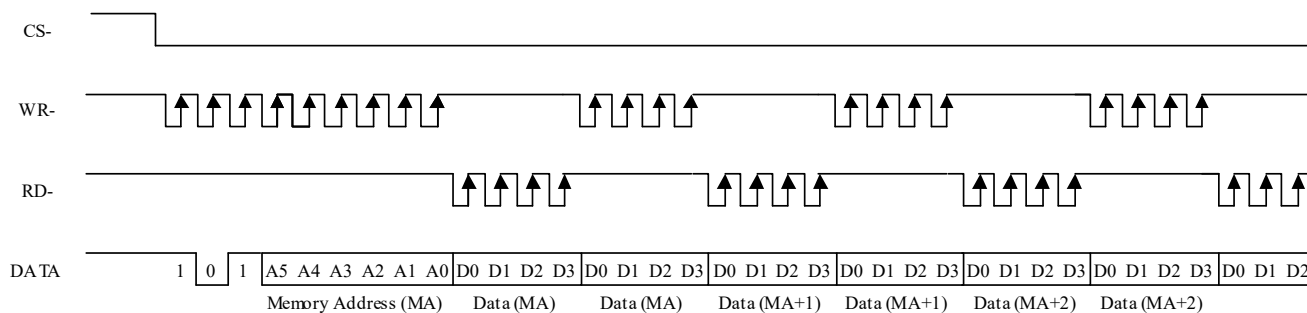 CS-
WR-
RD-
DATA 1 0 1 A5 A4 A3 A2 A1 A0 D0 D1 D2 D3 D0 D1 D2 D3 D0 D1 D2 D3 D0 D1 D2 D3 D0 D1 D2 D3 D0 D1 D2 D3 D0 D1 D2
Memory Address (MA) Data (MA) Data (MA) Data (MA+1) Data (MA+1) Data (MA+2) Data (MA+2)